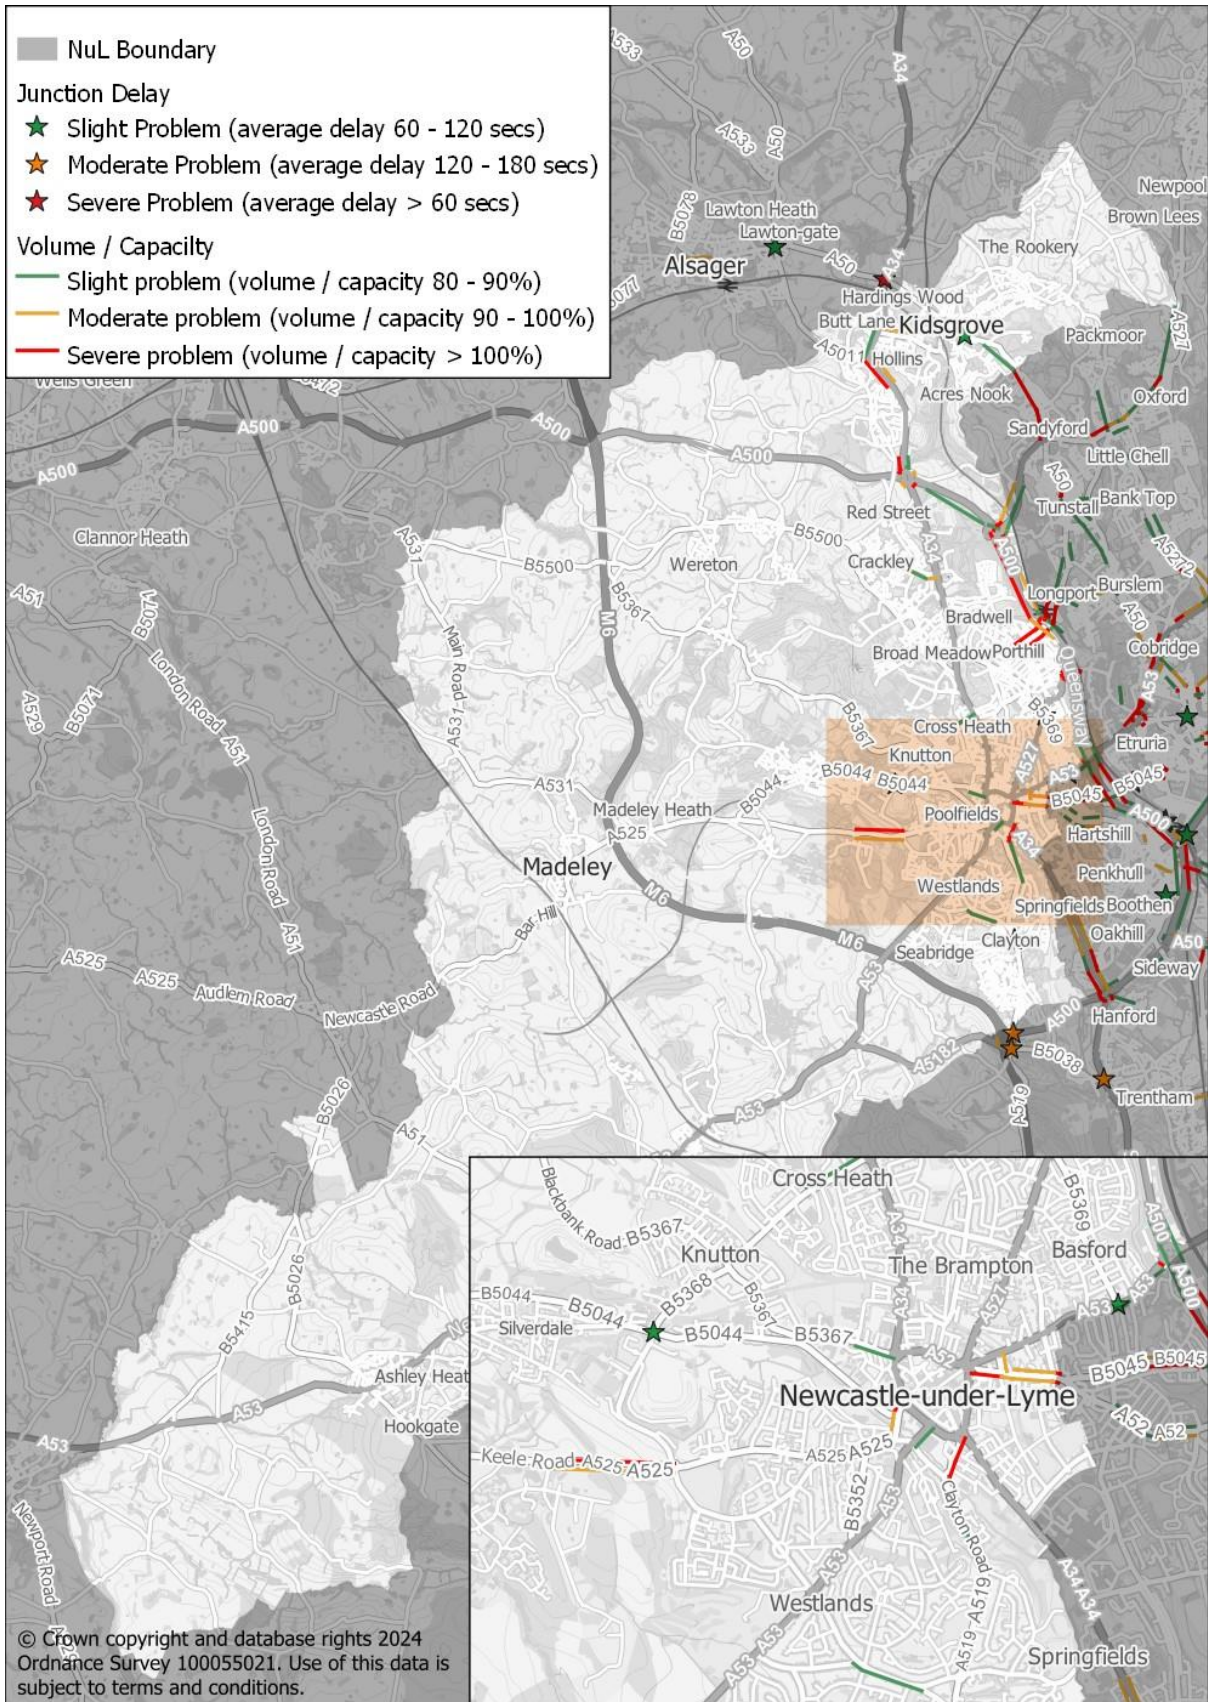 NuL Boundary
Junction Delay
Slight Problem (average delay 60 - 120 secs)
Moderate Problem (average delay 120 - 180 secs)
Severe Problem (average delay > 60 secs)
Volume / Capacilty
Slight problem (volume / capacity 80 - 90%)
Moderate problem (volume / capacity 90 - 100%)
Severe problem (volume / capacity > 100%)
A533
A50
A34
A533
A50
B5078
Lawton Heath
Lawton-gate
Newpool
Brown Lees
The Rookery
Alsager
A50
A34
Hardings Wood
Butt Lane
Kidsgrove
Packmoor
A527
A5011
Hollins
Acres Nook
Oxford
Sandyford
Little Chell
Wells Green
A500
A500
A500
A500
A50
Bank Top
Tunstall
Red Street
A34
A500
Clannor Heath
A531
B5500
B5500
Wereton
Crackley
A5272
Burslem
Longport
A50
A51
B5071
M6
B5367
Bradwell
Broad Meadow
Porthill
Cobridge
Main Road
A531
London Road
A51
A529
B5071
Queensway
A53
B5367
Cross Heath
B5369
Etruria
Knutton
A527
A53
B5045
B5044
B5044
B5044
B5045
A500
A531
Madeley Heath
A525
Poolfields
Hartshill
London Road
Madeley
A34
Penkhull
Westlands
Springfields
Boothen
A51
Bar Hill
M6
M6
Oakhill
A50
Seabridge
Clayton
Sideway
A53
A525
A525
Audlem Road
Newcastle Road
Hanford
A500
A5182
B5038
A519
Trentham
B5026
A53
A51
B5026
B5415
Ashley Heat
Hookgate
A53
A53
Newport Road
Cross Heath
Blackbank Road
B5367
Knutton
A34
B5369
Basford
A500
The Brampton
B5368
B5044
B5044
Silverdale
B5367
B5044
B5367
A34
A527
A53
A53
A500
A52
B5045
B5045
Newcastle-under-Lyme
A52
A52
Keele Road
A525
A525
A525
A525
B5352
A53
Clayton Road
A53
A34
A34
Westlands
A519
A519
A53
A53
Springfields
© Crown copyright and database rights 2024
Ordnance Survey 100055021. Use of this data is
subject to terms and conditions.